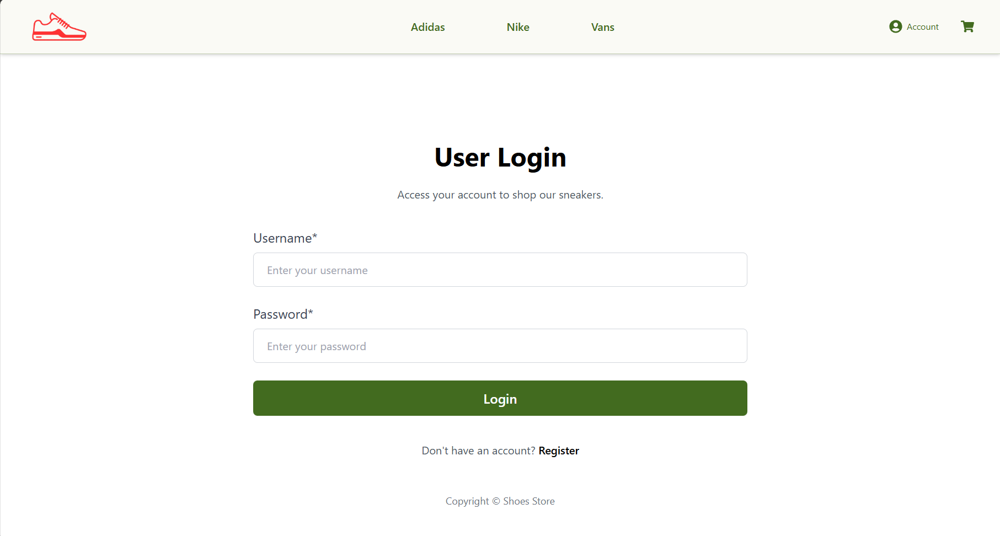 Adidas Nike Vans Account
User Login
Access your account to shop our sneakers.
Username*
Enter your username
Password*
Enter your password
Login
Don't have an account? Register
Copyright © Shoes Store